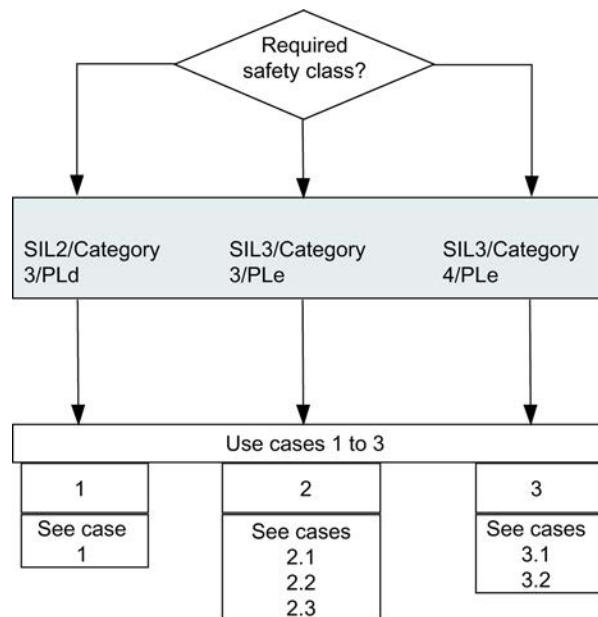 Required
safety class?
SIL2/Category
3/PLd
SIL3/Category
3/PLe
SIL3/Category
4/PLe
Use cases 1 to 3
1
2
3
See case
1
See cases
2.1
2.2
2.3
See cases
3.1
3.2